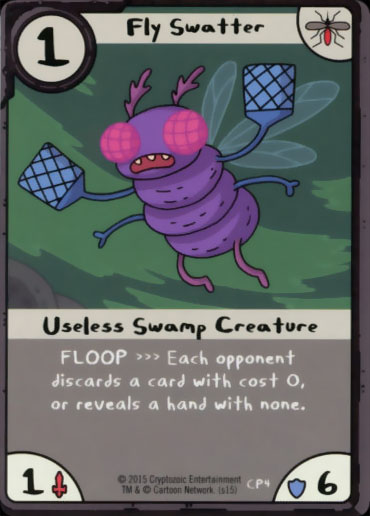 1
Fly Swatter
Useless Swamp Creature
FLOOP >>> Each opponent
discards a card with cost 0,
or reveals a hand with none.
© 2015 Cryptozoic Entertainment
TM & © Cartoon Network. (s15)
CP4
1
6